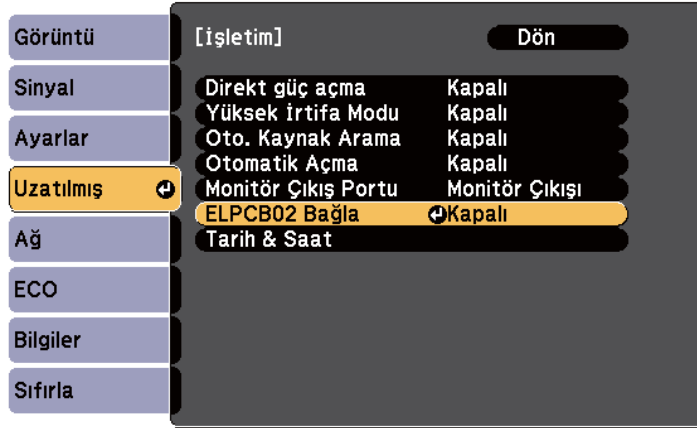 Görüntü
Sinyal
Ayarlar
Uzatılmış
Ağ
ECO
Bilgiler
Sıfırla
[İşletim] Dön
Direkt güç açma Kapalı
Yüksek İrtifa Modu Kapalı
Oto. Kaynak Arama Kapalı
Otomatik Açma Kapalı
Monitör Çıkış Portu Monitör Çıkışı
ELPCB02 Bağla Kapalı
Tarih & Saat